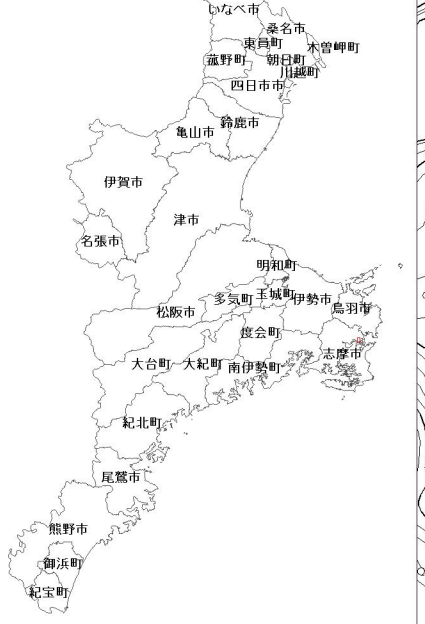 いなべ市
桑名市
東員町
木曽岬町
菰野町
朝日町
川越町
四日市市
鈴鹿市
亀山市
伊賀市
津市
名張市
明和町
多気町
玉城町
伊勢市
鳥羽市
松阪市
度会町
志摩市
大台町
大紀町
南伊勢町
紀北町
尾鷲市
熊野市
御浜町
紀宝町